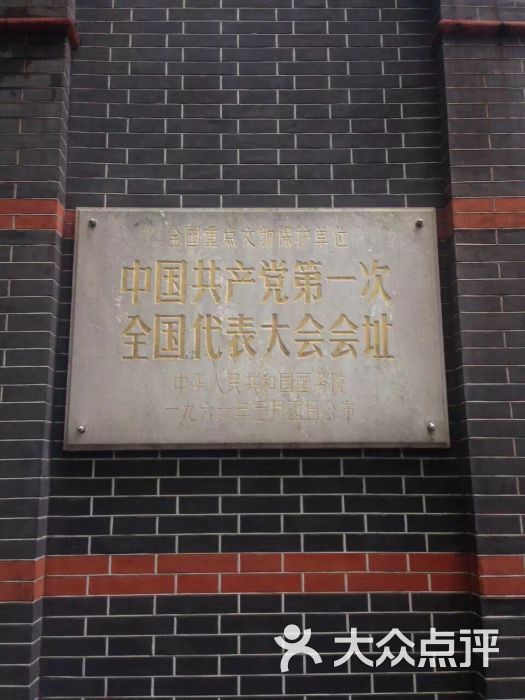 全国重点文物保护单位
中国共产党第一次
全国代表大会会址
中华人民共和国国务院
一九六一年三月四日公布
大众点评